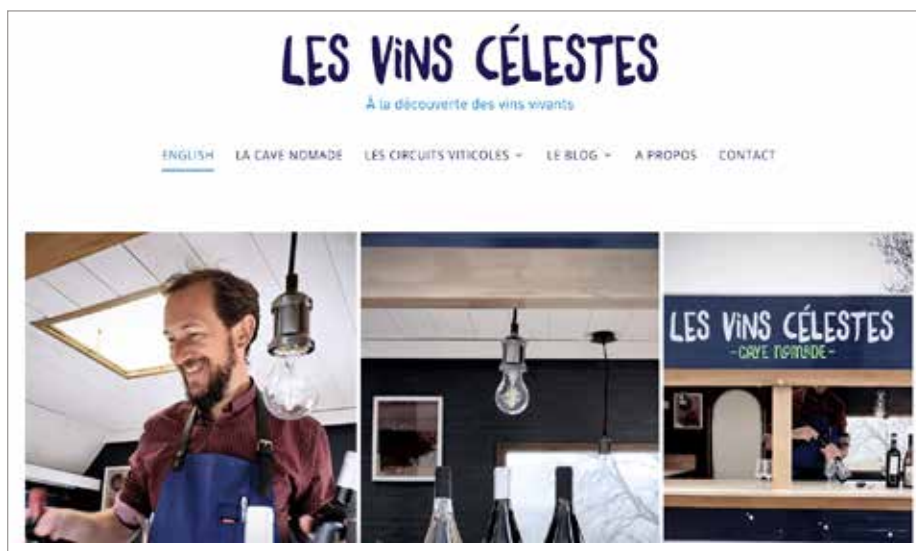 LES VINS CÉLESTES
À la découverte des vins vivants
ENGLISH LA CAVE NOMADE LES CIRCUITS VITICOLES LE BLOG A PROPOS CONTACT
LES VINS CÉLESTES
-CAVE NOMADE-